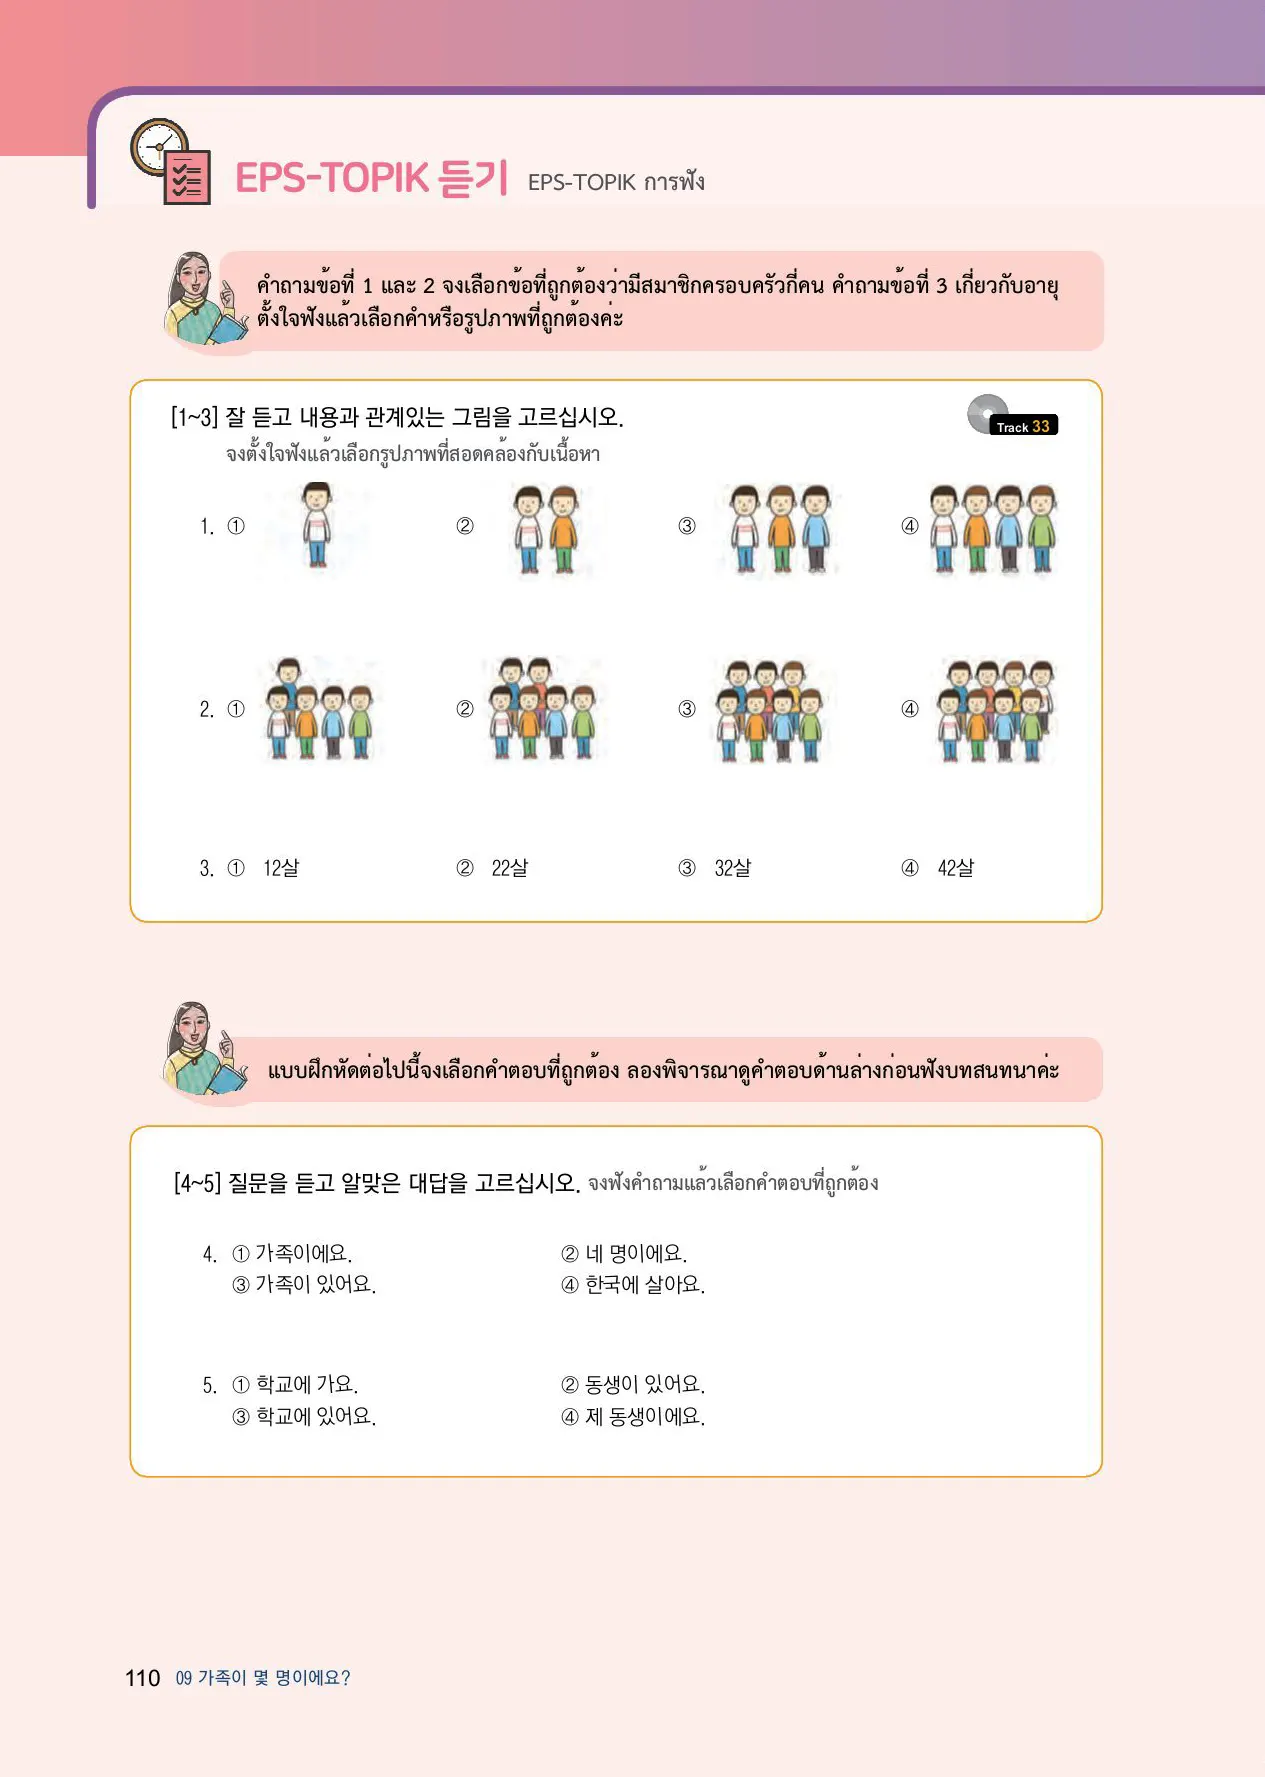 EPS-TOPIK 듣기 EPS-TOPIK การฟัง
คำถามข้อที่ 1 และ 2 จงเลือกข้อที่ถูกต้องว่ามีสมาชิกครอบครัวกี่คน คำถามข้อที่ 3 เกี่ยวกับอายุ
ตั้งใจฟังแล้วเลือกคำหรือรูปภาพที่ถูกต้องค่ะ
[1~3] 잘 듣고 내용과 관계있는 그림을 고르십시오.
Track 33
จงตั้งใจฟังแล้วเลือกรูปภาพที่สอดคล้องกับเนื้อหา
1. ① ② ③ ④
2. ① ② ③ ④
3. ① 12살 ② 22살 ③ 32살 ④ 42살
แบบฝึกหัดต่อไปนี้จงเลือกคำตอบที่ถูกต้อง ลองพิจารณาดูคำตอบด้านล่างก่อนฟังบทสนทนาค่ะ
[4~5] 질문을 듣고 알맞은 대답을 고르십시오. จงฟังคำถามแล้วเลือกคำตอบที่ถูกต้อง
4. ① 가족이에요. ② 네 명이에요.
③ 가족이 있어요. ④ 한국에 살아요.
5. ① 학교에 가요. ② 동생이 있어요.
③ 학교에 있어요. ④ 제 동생이에요.
110 09 가족이 몇 명이에요?